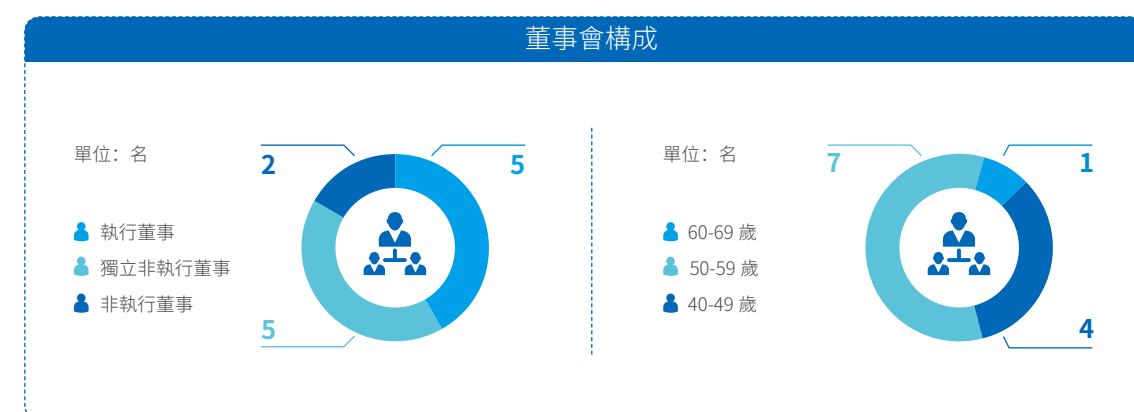 董事會構成
單位：名
2
5
執行董事
獨立非執行董事
非執行董事
5
單位：名
7
1
60-69 歲
50-59 歲
40-49 歲
4